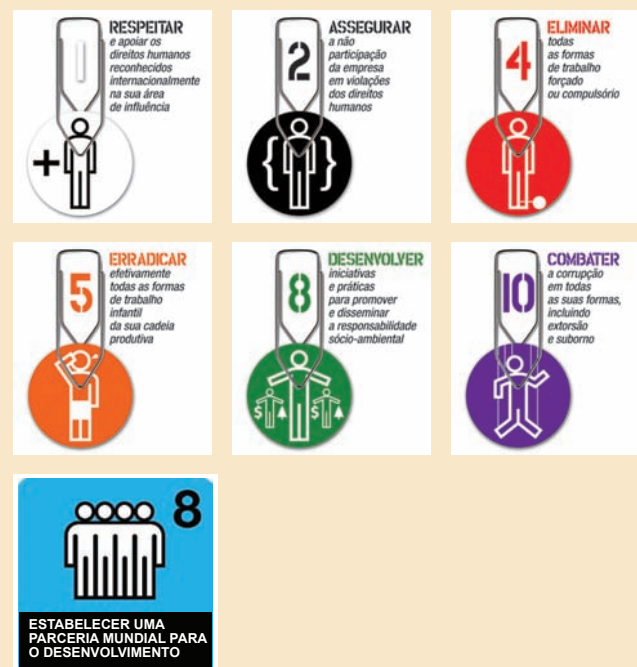 1
RESPEITAR
e apoiar os
direitos humanos
reconhecidos
internacionalmente
na sua área
de influência
2
ASSEGURAR
a não
participação
da empresa
em violações
dos direitos
humanos
4
ELIMINAR
todas
as formas
de trabalho
forçado
ou compulsório
5
ERRADICAR
efetivamente
todas as formas
de trabalho
infantil
da sua cadeia
produtiva
8
DESENVOLVER
iniciativas
e práticas
para promover
e disseminar
a responsabilidade
sócio-ambiental
$ $
10
COMBATER
a corrupção
em todas
as suas formas,
incluindo
extorsão
e suborno
8
ESTABELECER UMA
PARCERIA MUNDIAL PARA
O DESENVOLVIMENTO